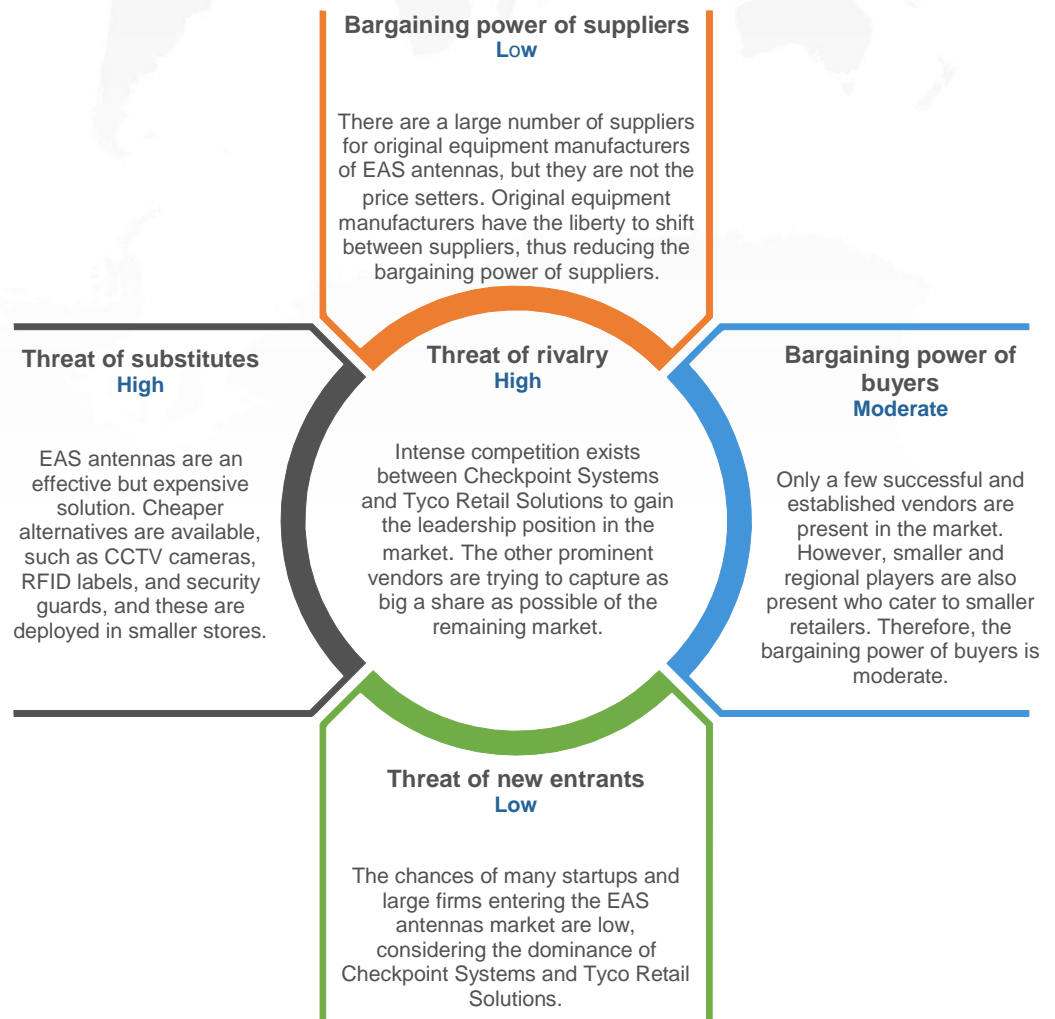 Bargaining power of suppliers
Low
There are a large number of suppliers
for original equipment manufacturers
of EAS antennas, but they are not the
price setters. Original equipment
manufacturers have the liberty to shift
between suppliers, thus reducing the
bargaining power of suppliers.
Threat of substitutes
High
EAS antennas are an
effective but expensive
solution. Cheaper
alternatives are available,
such as CCTV cameras,
RFID labels, and security
guards, and these are
deployed in smaller stores.
Threat of rivalry
High
Intense competition exists
between Checkpoint Systems
and Tyco Retail Solutions to gain
the leadership position in the
market. The other prominent
vendors are trying to capture as
big a share as possible of the
remaining market.
Bargaining power of
buyers
Moderate
Only a few successful and
established vendors are
present in the market.
However, smaller and
regional players are also
present who cater to smaller
retailers. Therefore, the
bargaining power of buyers is
moderate.
Threat of new entrants
Low
The chances of many startups and
large firms entering the EAS
antennas market are low,
considering the dominance of
Checkpoint Systems and Tyco Retail
Solutions.